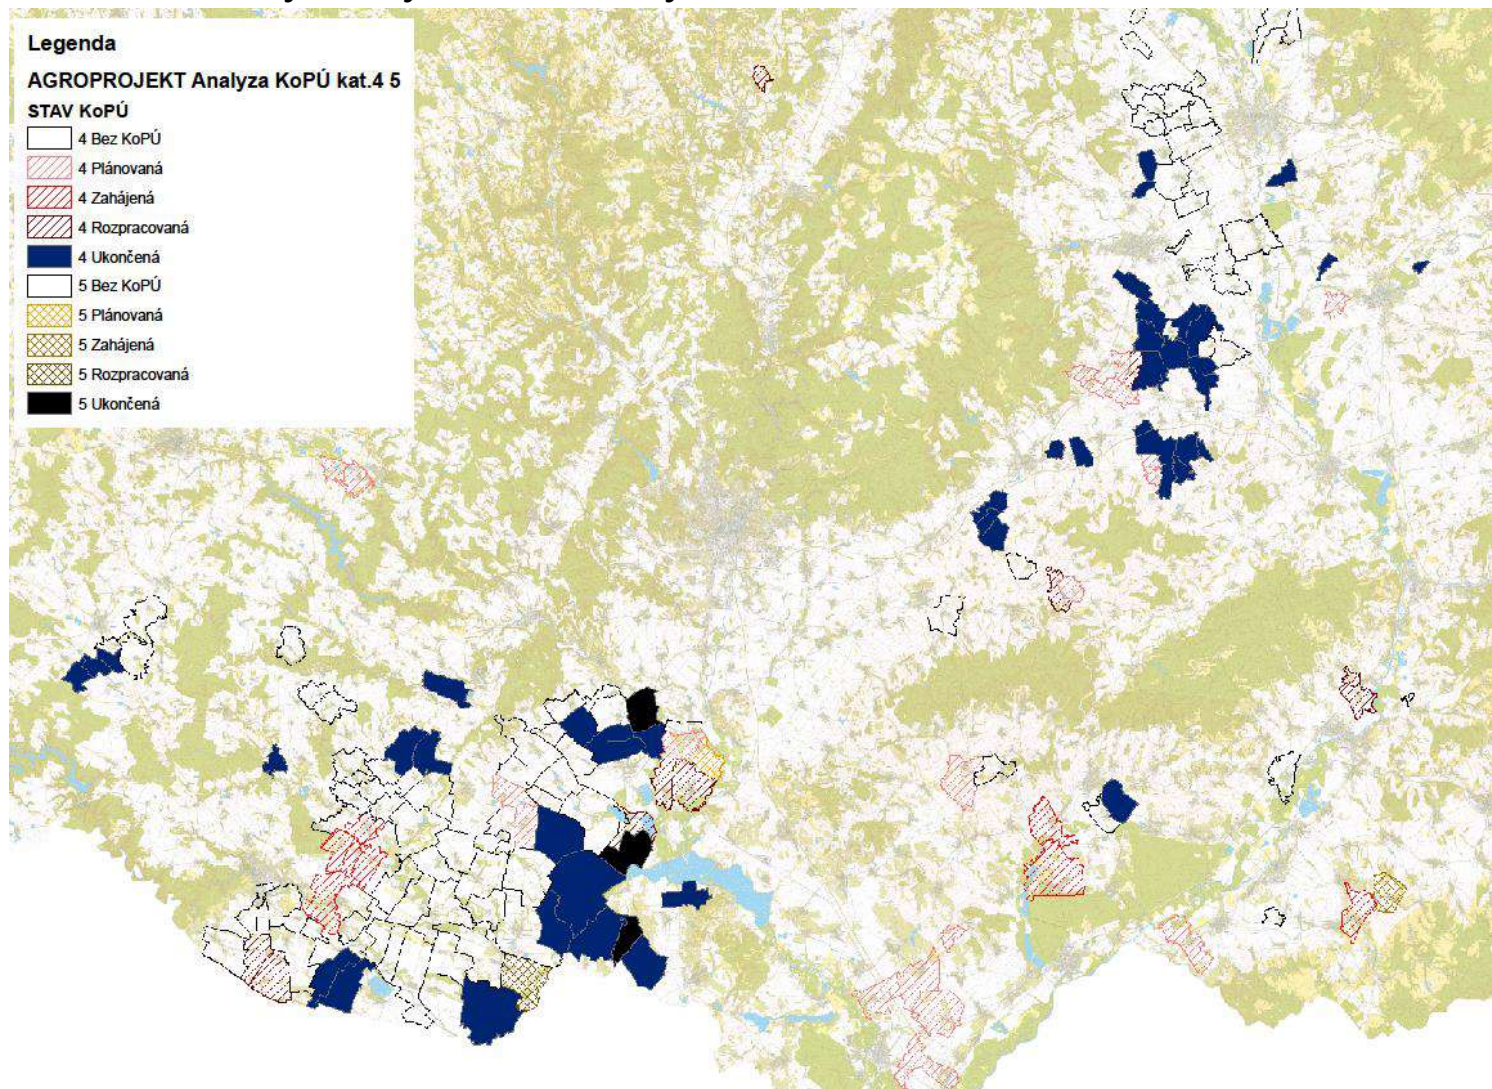 Legenda
AGROPROJEKT Analyza KoPÚ kat.4 5
STAV KoPÚ
4 Bez KoPÚ
4 Plánovaná
4 Zahájená
4 Rozpracovaná
4 Ukončená
5 Bez KoPÚ
5 Plánovaná
5 Zahájená
5 Rozpracovaná
5 Ukončená